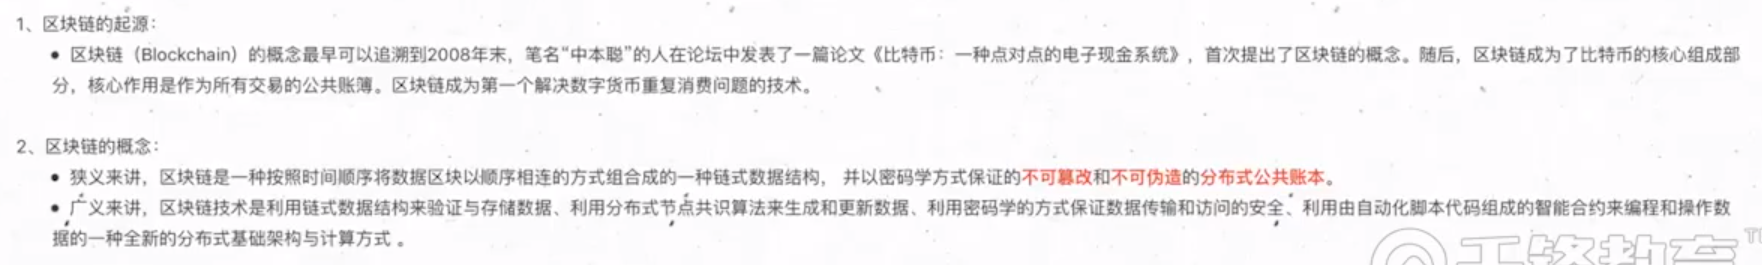 1、区块链的起源：
• 区块链（Blockchain）的概念最早可以追溯到2008年末，笔名“中本聪”的人在论坛中发表了一篇论文《比特币：一种点对点的电子现金系统》，首次提出了区块链的概念。随后，区块链成为了比特币的核心组成部
分，核心作用是作为所有交易的公共账簿。区块链成为第一个解决数字货币重复消费问题的技术。
2、区块链的概念：
• 狭义来讲，区块链是一种按照时间顺序将数据区块以顺序相连的方式组合成的一种链式数据结构， 并以密码学方式保证的不可篡改和不可伪造的分布式公共账本。
• 广义来讲，区块链技术是利用链式数据结构来验证与存储数据、利用分布式节点共识算法来生成和更新数据、利用密码学的方式保证数据传输和访问的安全、利用由自动化脚本代码组成的智能合约来编程和操作数
据的一种全新的分布式基础架构与计算方式 。
千锋教育